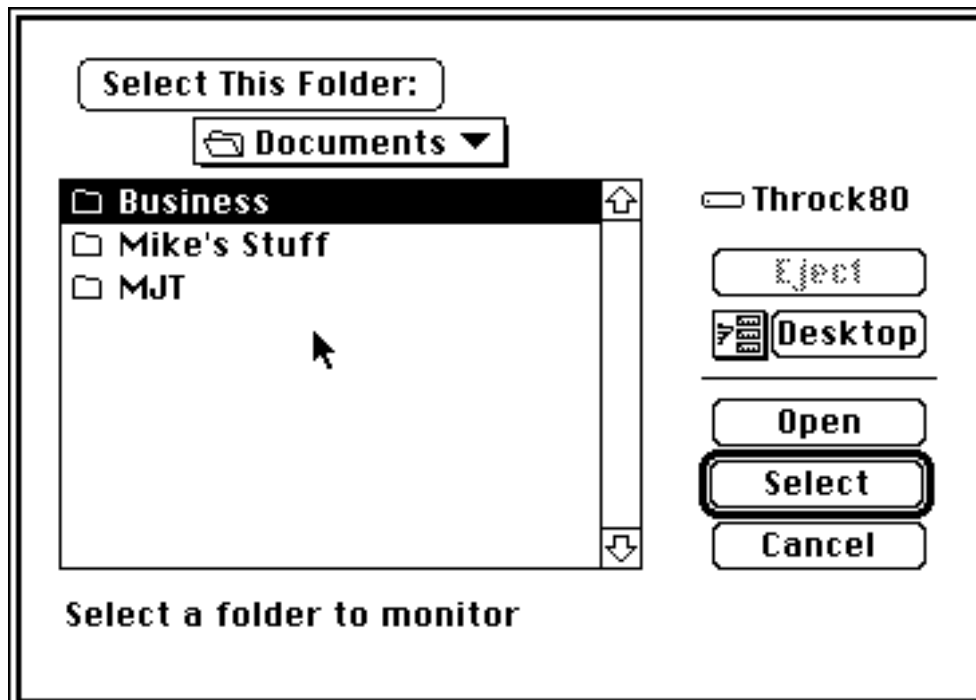 Select This Folder:
Documents
Business
Mike's Stuff
MJT
Throck80
Eject
Desktop
Open
Select
Cancel
Select a folder to monitor